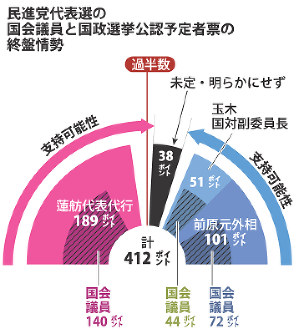 民進党代表選の
国会議員と国政選挙公認予定者票の
終盤情勢
過半数
未定・明らかにせず
玉木
国対副委員長
支持可能性
支持可能性
38
ポイント
51 ポイント
蓮舫代表代行
189 ポイント
前原元外相
101 ポイント
計
412 ポイント
国会
議員
140 ポイント
国会
議員
44 ポイント
国会
議員
72 ポイント